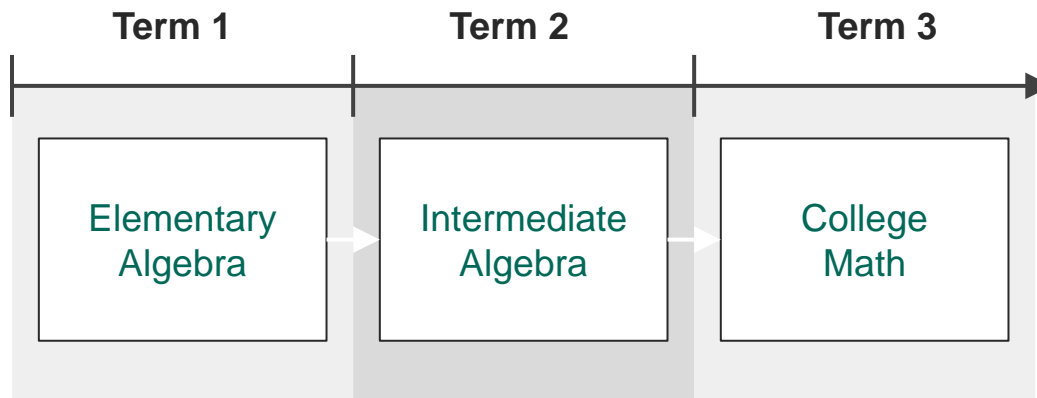 Term 1 Term 2 Term 3
Elementary
Algebra
Intermediate
Algebra
College
Math